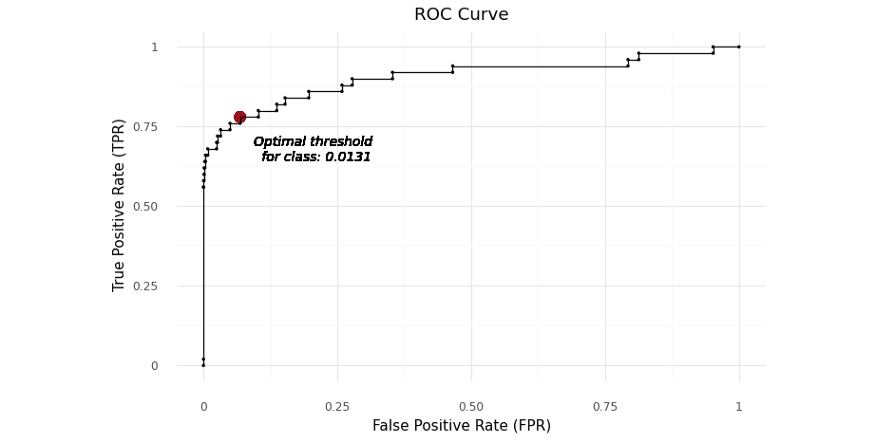 ROC Curve
1
0.75
0.50
0.25
0
Optimal threshold
for class: 0.0131
0
0.25
0.50
0.75
1
True Positive Rate (TPR)
False Positive Rate (FPR)